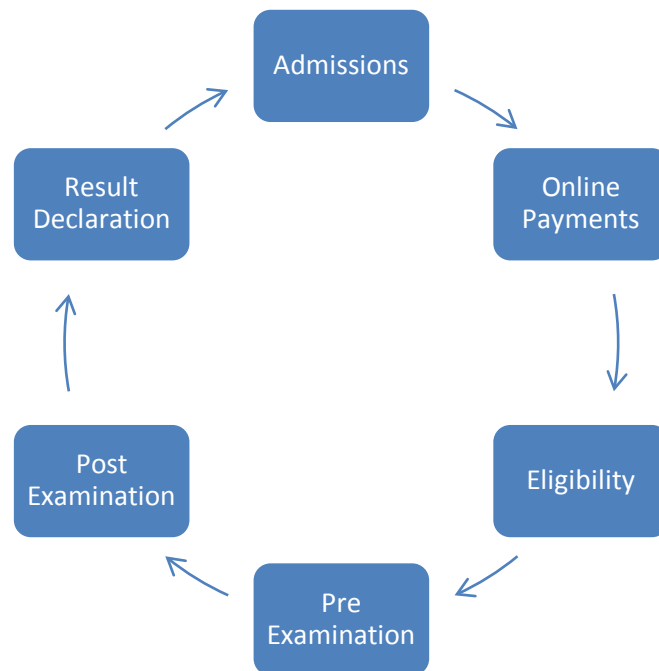 Admissions
Online
Payments
Eligibility
Pre
Examination
Post
Examination
Result
Declaration